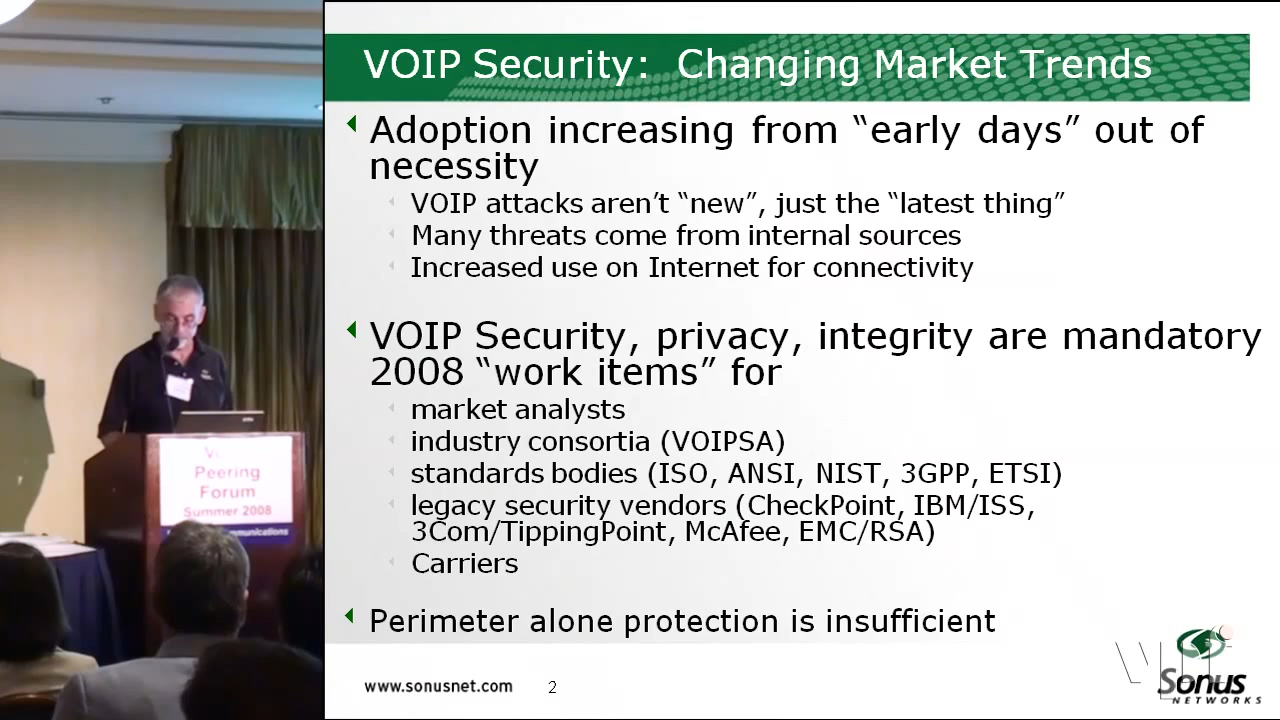 VOIP Security: Changing Market Trends
Adoption increasing from “early days” out of
necessity
VOIP attacks aren’t “new”, just the “latest thing”
Many threats come from internal sources
Increased use on Internet for connectivity
VOIP Security, privacy, integrity are mandatory
2008 “work items” for
market analysts
industry consortia (VOIPSA)
standards bodies (ISO, ANSI, NIST, 3GPP, ETSI)
legacy security vendors (CheckPoint, IBM/ISS,
3Com/TippingPoint, McAfee, EMC/RSA)
Carriers
Perimeter alone protection is insufficient
www.sonusnet.com 2
Sonus
NETWORKS
Peering
Forum
Summer 2008